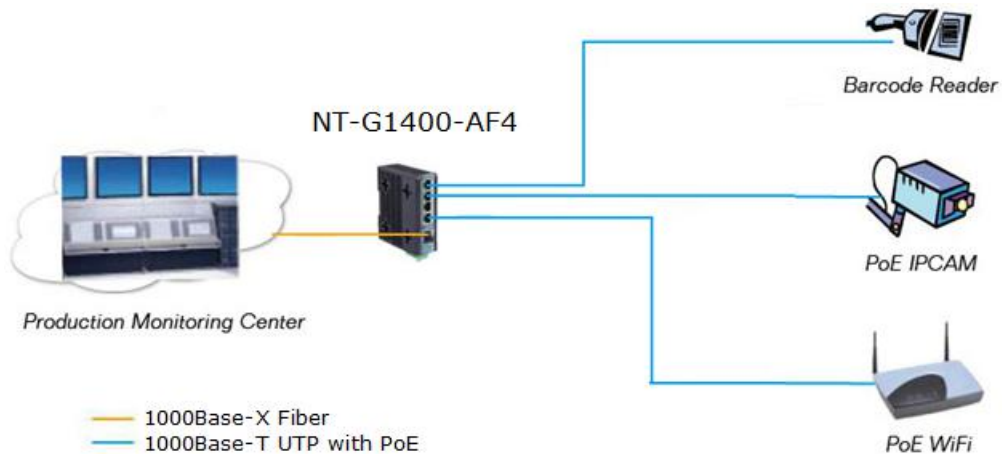 Barcode Reader
NT-G1400-AF4
PoE IPCAM
Production Monitoring Center
1000Base-X Fiber
1000Base-T UTP with PoE
PoE WiFi